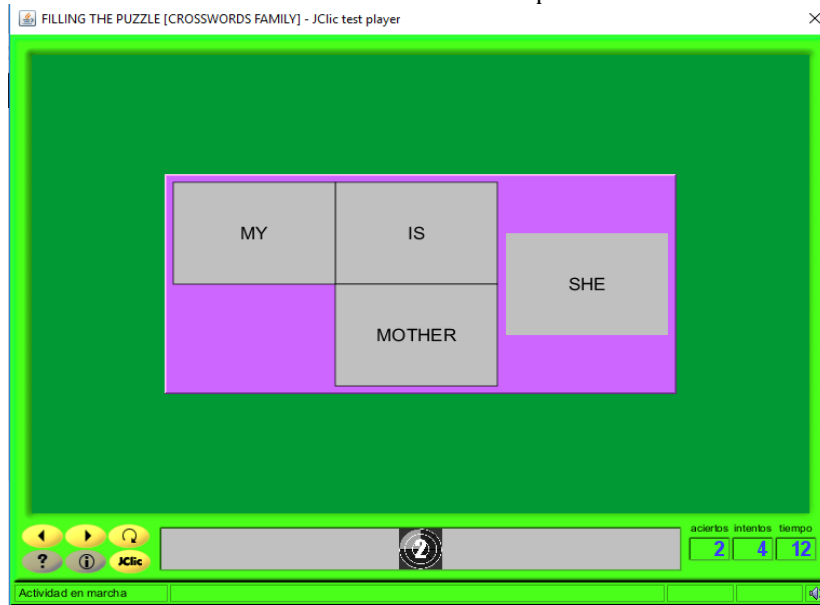 FILLING THE PUZZLE [CROSSWORDS FAMILY] - JClic test player
MY IS
SHE
MOTHER
2
aciertos intentos tiempo
2 4 12
? i JClic
Actividad en marcha